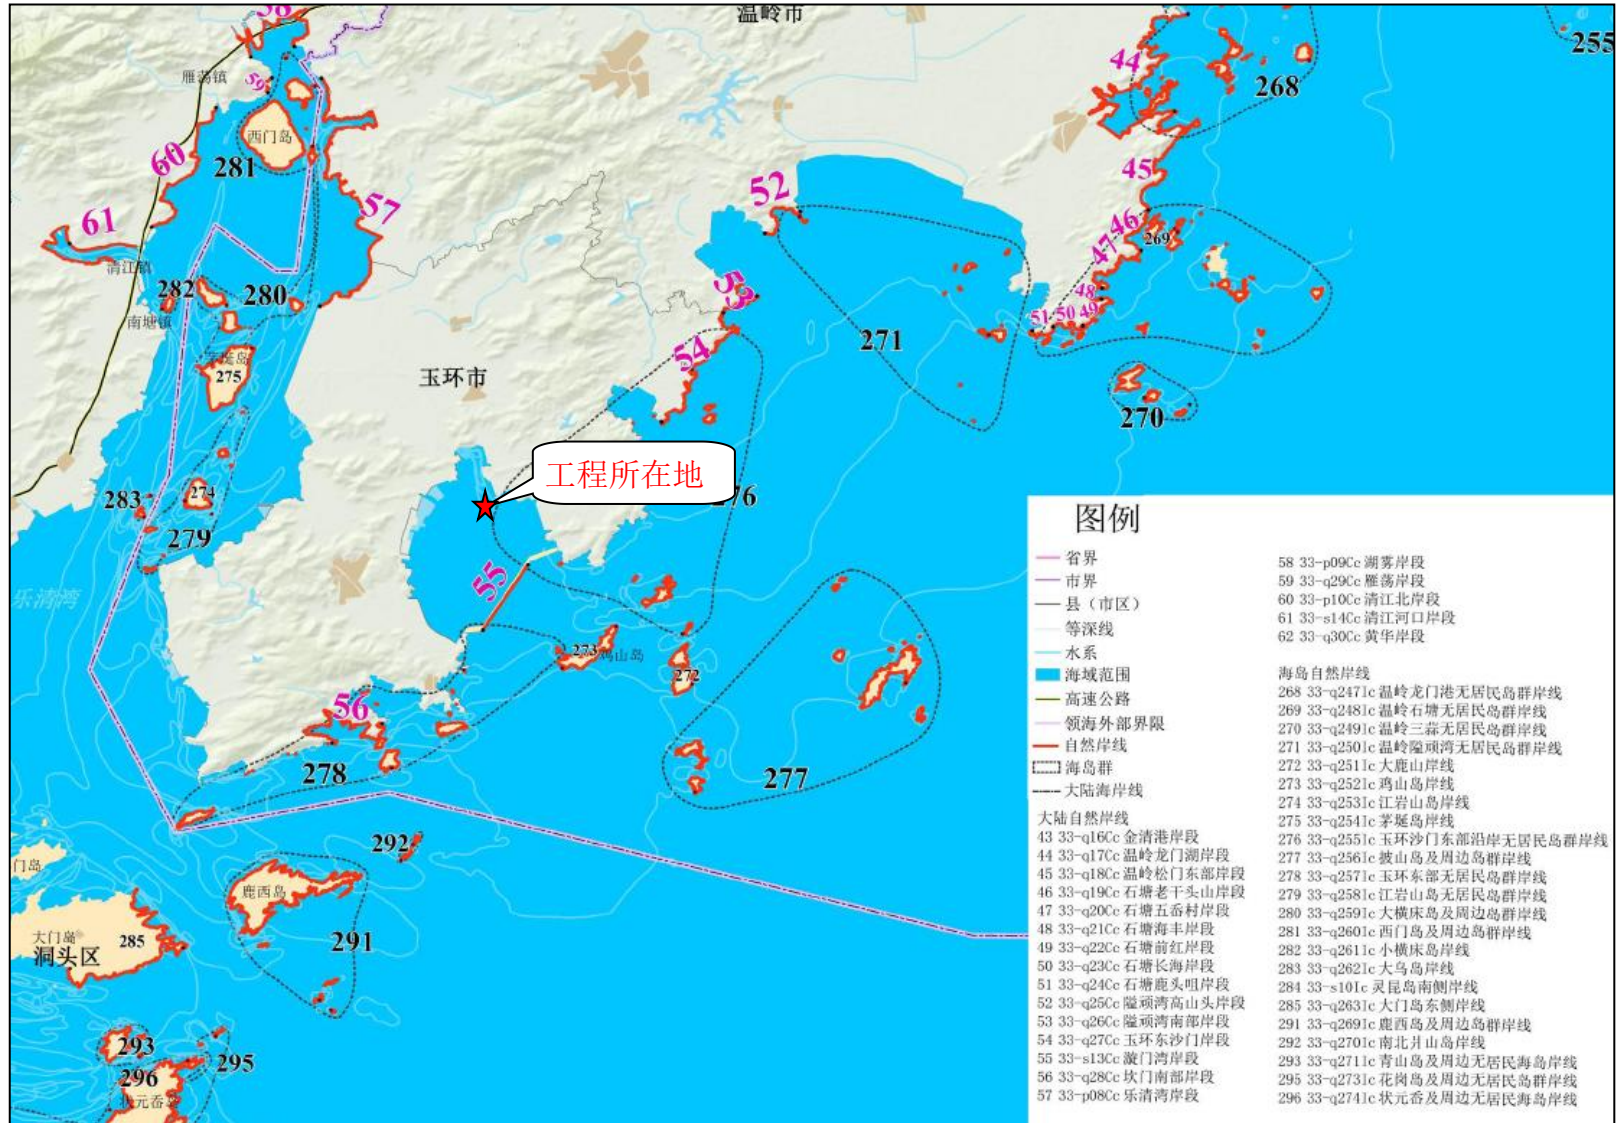 58
温岭市
255
雁荡镇
59
44
268
西门岛
60
281
45
52
57
61
46
269
47
清江镇
282
280
53
48
南塘镇
51 50 49
271
54
275
玉环市
270
工程所在地
276
283
274
279
55
乐清湾
273
鸡山岛
272
56
278
277
292
门岛
鹿西岛
大门岛
285
291
洞头区
293
295
296
状元岙
图例
省界
市界
县（市区）
等深线
水系
海域范围
高速公路
领海外部界限
自然岸线
海岛群
大陆海岸线
大陆自然岸线
43 33-q16Cc 金清港岸段
44 33-q17Cc 温岭龙门湖岸段
45 33-q18Cc 温岭松门东部岸段
46 33-q19Cc 石塘老干头山岸段
47 33-q20Cc 石塘五岙村岸段
48 33-q21Cc 石塘海丰岸段
49 33-q22Cc 石塘前红岸段
50 33-q23Cc 石塘长海岸段
51 33-q24Cc 石塘鹿头咀岸段
52 33-q25Cc 隘顽湾高山头岸段
53 33-q26Cc 隘顽湾南部岸段
54 33-q27Cc 玉环东沙门岸段
55 33-s13Cc 漩门湾岸段
56 33-q28Cc 坎门南部岸段
57 33-p08Cc 乐清湾岸段
58 33-p09Cc 湖雾岸段
59 33-q29Cc 雁荡岸段
60 33-p10Cc 清江北岸段
61 33-s14Cc 清江河口岸段
62 33-q30Cc 黄华岸段
海岛自然岸线
268 33-q247Ic 温岭龙门港无居民岛群岸线
269 33-q248Ic 温岭石塘无居民岛群岸线
270 33-q249Ic 温岭三蒜无居民岛群岸线
271 33-q250Ic 温岭隘顽湾无居民岛群岸线
272 33-q251Ic 大鹿山岸线
273 33-q252Ic 鸡山岛岸线
274 33-q253Ic 江岩山岛岸线
275 33-q254Ic 茅埏岛岸线
276 33-q255Ic 玉环沙门东部沿岸无居民岛群岸线
277 33-q256Ic 披山岛及周边岛群岸线
278 33-q257Ic 玉环东部无居民岛群岸线
279 33-q258Ic 江岩山岛无居民岛群岸线
280 33-q259Ic 大横床岛及周边岛群岸线
281 33-q260Ic 西门岛及周边岛群岸线
282 33-q261Ic 小横床岛岸线
283 33-q262Ic 大乌岛岸线
284 33-s10Ic 灵昆岛南侧岸线
285 33-q263Ic 大门岛东侧岸线
291 33-q269Ic 鹿西岛及周边岛群岸线
292 33-q270Ic 南北爿山岛岸线
293 33-q271Ic 青山岛及周边无居民海岛岸线
295 33-q273Ic 花岗岛及周边无居民岛群岸线
296 33-q274Ic 状元岙及周边无居民海岛岸线